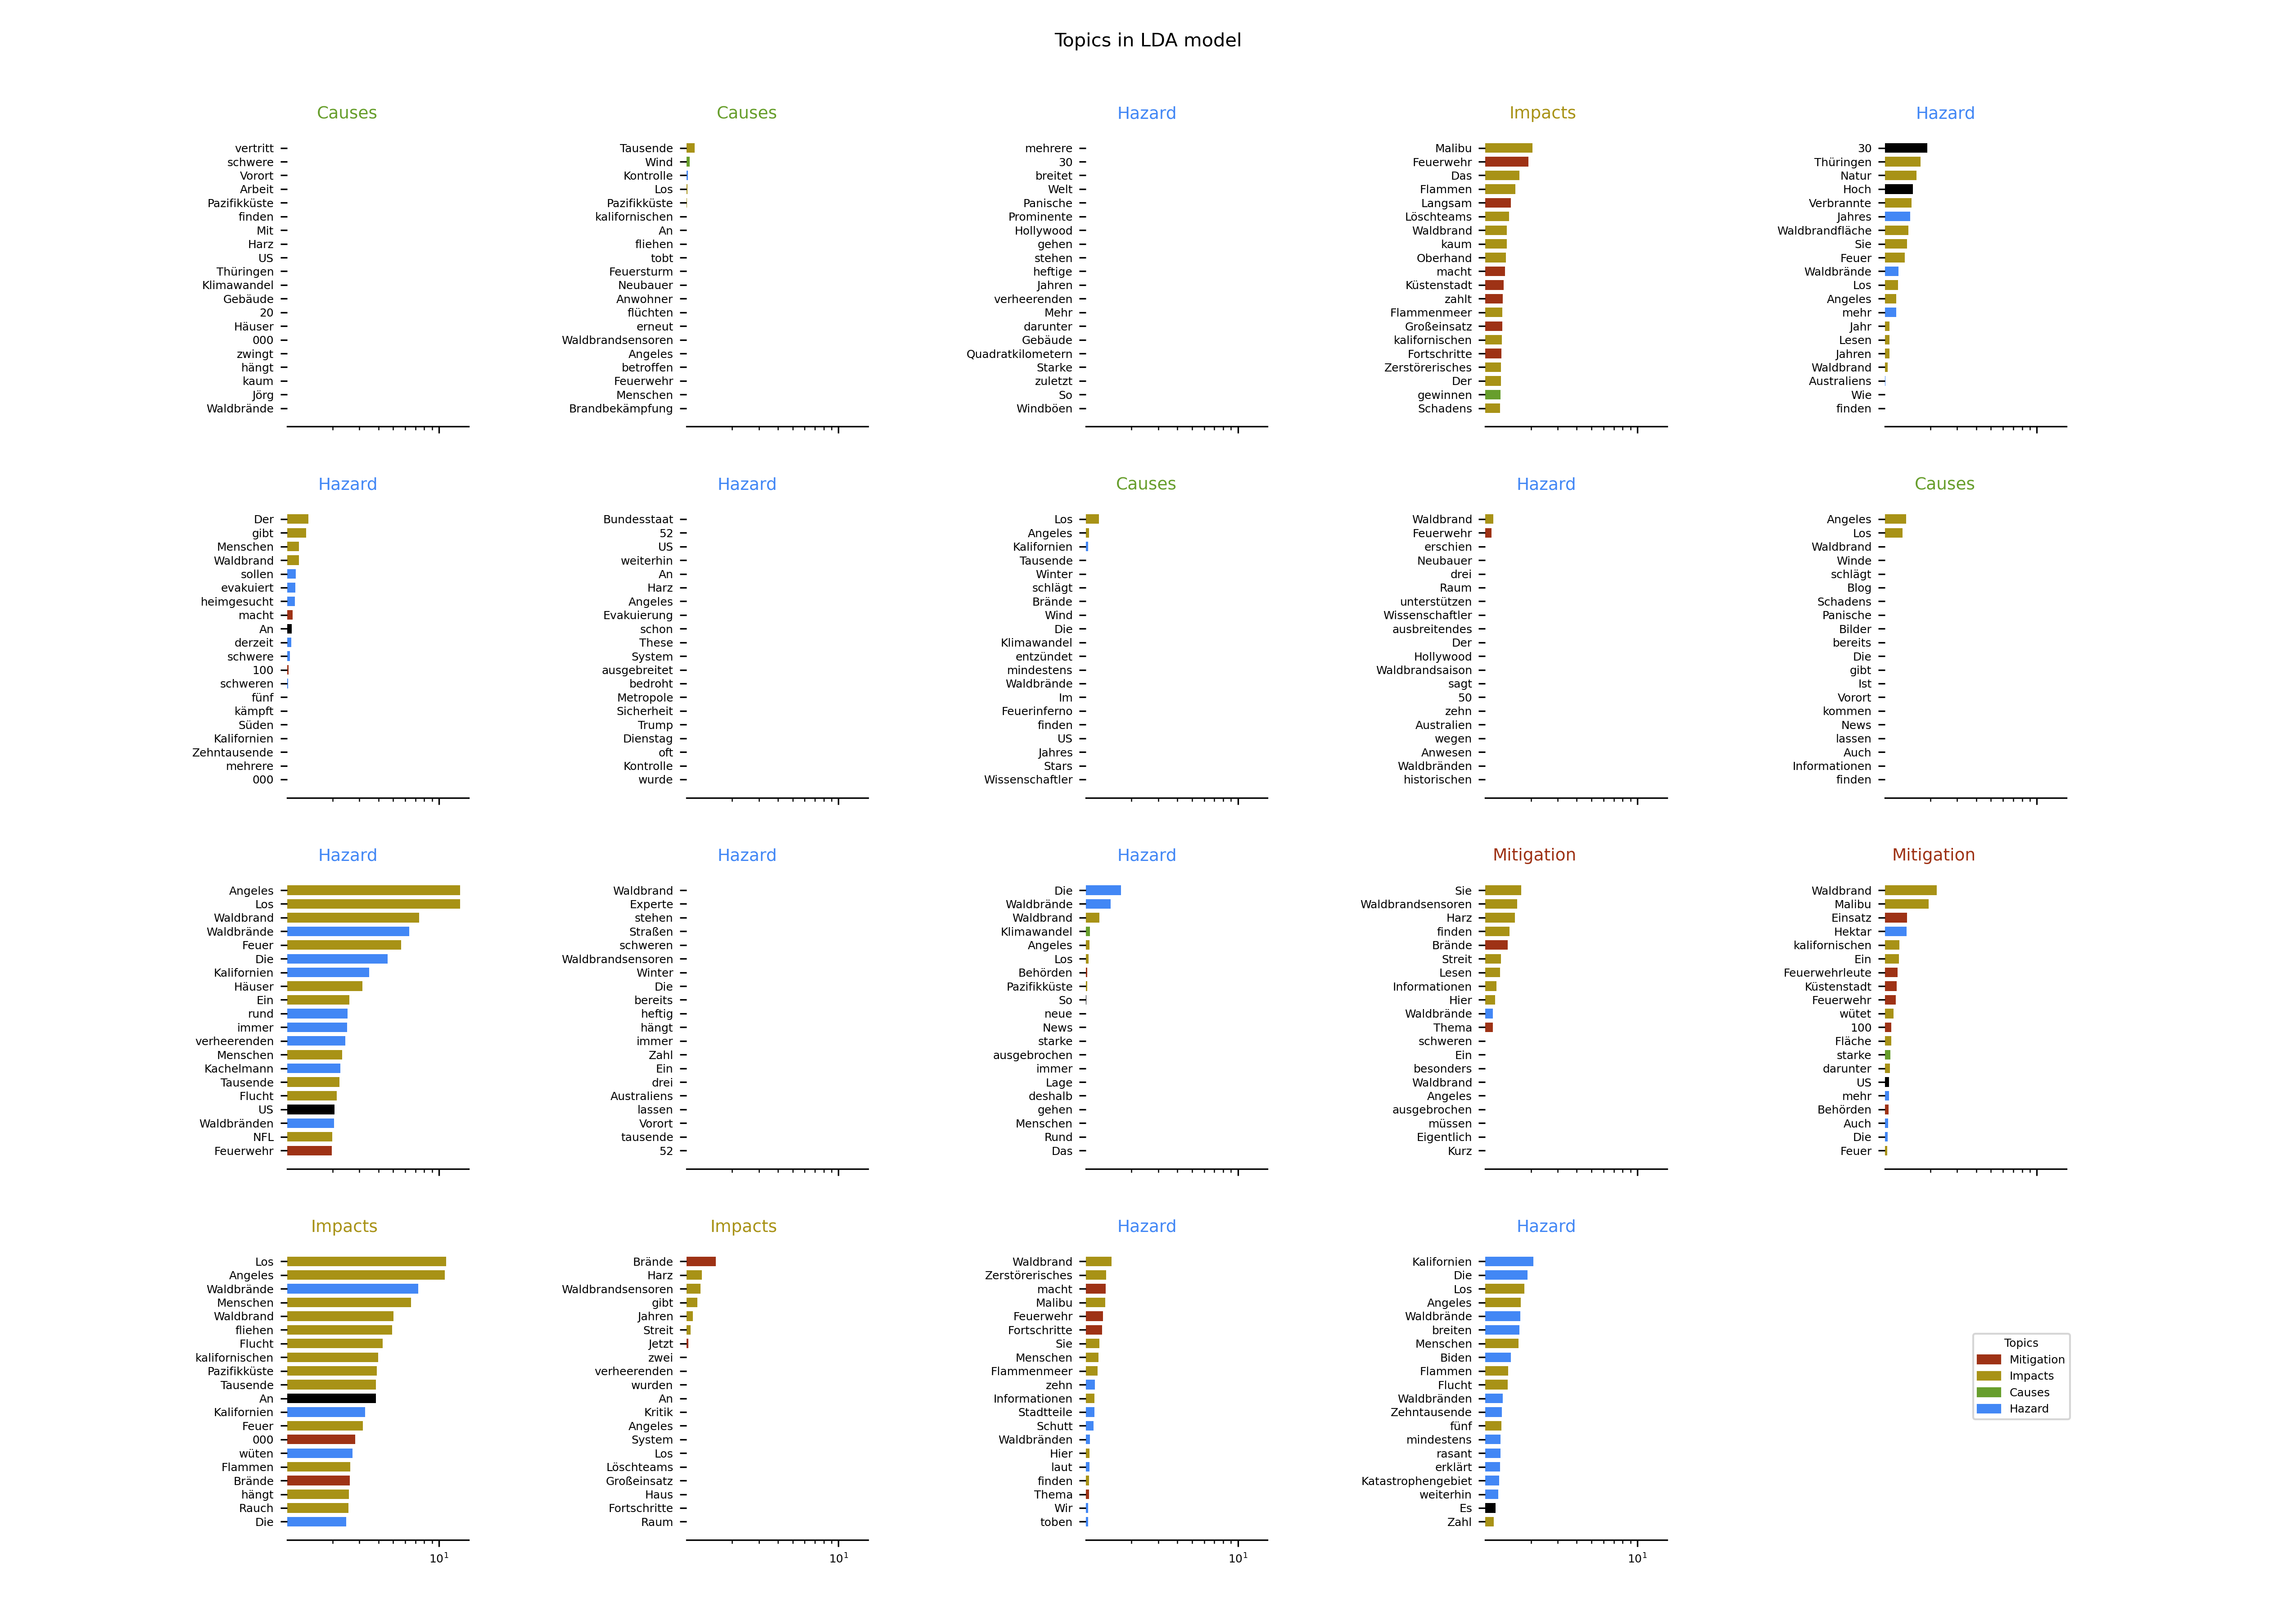 Topics in LDA model
Causes
vertritt
schwere
Vorort
Arbeit
Pazifikküste
finden
Mit
Harz
US
Thüringen
Klimawandel
Gebäude
20
Häuser
000
zwingt
hängt
kaum
Jörg
Waldbrände
Causes
Tausende
Wind
Kontrolle
Los
Pazifikküste
kalifornischen
An
fliehen
tobt
Feuersturm
Neubauer
Anwohner
flüchten
erneut
Waldbrandsensoren
Angeles
betroffen
Feuerwehr
Menschen
Brandbekämpfung
Hazard
mehrere
30
breitet
Welt
Panische
Prominente
Hollywood
gehen
stehen
heftige
Jahren
verheerenden
Mehr
darunter
Gebäude
Quadratkilometern
Starke
zuletzt
So
Windböen
Impacts
Malibu
Feuerwehr
Das
Flammen
Langsam
Löschteams
Waldbrand
kaum
Oberhand
macht
Küstenstadt
zahlt
Flammenmeer
Großeinsatz
kalifornischen
Fortschritte
Zerstörerisches
Der
gewinnen
Schadens
Hazard
30
Thüringen
Natur
Hoch
Verbrannte
Jahres
Waldbrandfläche
Sie
Feuer
Waldbrände
Los
Angeles
mehr
Jahr
Lesen
Jahren
Waldbrand
Australiens
Wie
finden
Hazard
Der
gibt
Menschen
Waldbrand
sollen
evakuiert
heimgesucht
macht
An
derzeit
schwere
100
schweren
fünf
kämpft
Süden
Kalifornien
Zehntausende
mehrere
000
Hazard
Bundesstaat
52
US
weiterhin
An
Harz
Angeles
Evakuierung
schon
These
System
ausgebreitet
bedroht
Metropole
Sicherheit
Trump
Dienstag
oft
Kontrolle
wurde
Causes
Los
Angeles
Kalifornien
Tausende
Winter
schlägt
Brände
Wind
Die
Klimawandel
entzündet
mindestens
Waldbrände
Im
Feuerinferno
finden
US
Jahres
Stars
Wissenschaftler
Hazard
Waldbrand
Feuerwehr
erschien
Neubauer
drei
Raum
unterstützen
Wissenschaftler
ausbreitendes
Der
Hollywood
Waldbrandsaison
sagt
50
zehn
Australien
wegen
Anwesen
Waldbränden
historischen
Causes
Angeles
Los
Waldbrand
Winde
schlägt
Blog
Schadens
Panische
Bilder
bereits
Die
gibt
Ist
Vorort
kommen
News
lassen
Auch
Informationen
finden
Hazard
Angeles
Los
Waldbrand
Waldbrände
Feuer
Die
Kalifornien
Häuser
Ein
rund
immer
verheerenden
Menschen
Kachelmann
Tausende
Flucht
US
Waldbränden
NFL
Feuerwehr
Hazard
Waldbrand
Experte
stehen
Straßen
schweren
Waldbrandsensoren
Winter
Die
bereits
heftig
hängt
immer
Zahl
Ein
drei
Australiens
lassen
Vorort
tausende
52
Hazard
Die
Waldbrände
Waldbrand
Klimawandel
Angeles
Los
Behörden
Pazifikküste
So
neue
News
starke
ausgebrochen
immer
Lage
deshalb
gehen
Menschen
Rund
Das
Mitigation
Sie
Waldbrandsensoren
Harz
finden
Brände
Streit
Lesen
Informationen
Hier
Waldbrände
Thema
schweren
Ein
besonders
Waldbrand
Angeles
ausgebrochen
müssen
Eigentlich
Kurz
Mitigation
Waldbrand
Malibu
Einsatz
Hektar
kalifornischen
Ein
Feuerwehrleute
Küstenstadt
Feuerwehr
wütet
100
Fläche
starke
darunter
US
mehr
Behörden
Auch
Die
Feuer
Impacts
Los
Angeles
Waldbrände
Menschen
Waldbrand
fliehen
Flucht
kalifornischen
Pazifikküste
Tausende
An
Kalifornien
Feuer
000
wüten
Flammen
Brände
hängt
Rauch
Die
10¹
Impacts
Brände
Harz
Waldbrandsensoren
gibt
Jahren
Streit
Jetzt
zwei
verheerenden
wurden
An
Kritik
Angeles
System
Los
Löschteams
Großeinsatz
Haus
Fortschritte
Raum
10¹
Hazard
Waldbrand
Zerstörerisches
macht
Malibu
Feuerwehr
Fortschritte
Sie
Menschen
Flammenmeer
zehn
Informationen
Stadtteile
Schutt
Waldbränden
Hier
laut
finden
Thema
Wir
toben
10¹
Hazard
Kalifornien
Die
Los
Angeles
Waldbrände
breiten
Menschen
Biden
Flammen
Flucht
Waldbränden
Zehntausende
fünf
mindestens
rasant
erklärt
Katastrophengebiet
weiterhin
Es
Zahl
10¹
Topics
Mitigation
Impacts
Causes
Hazard